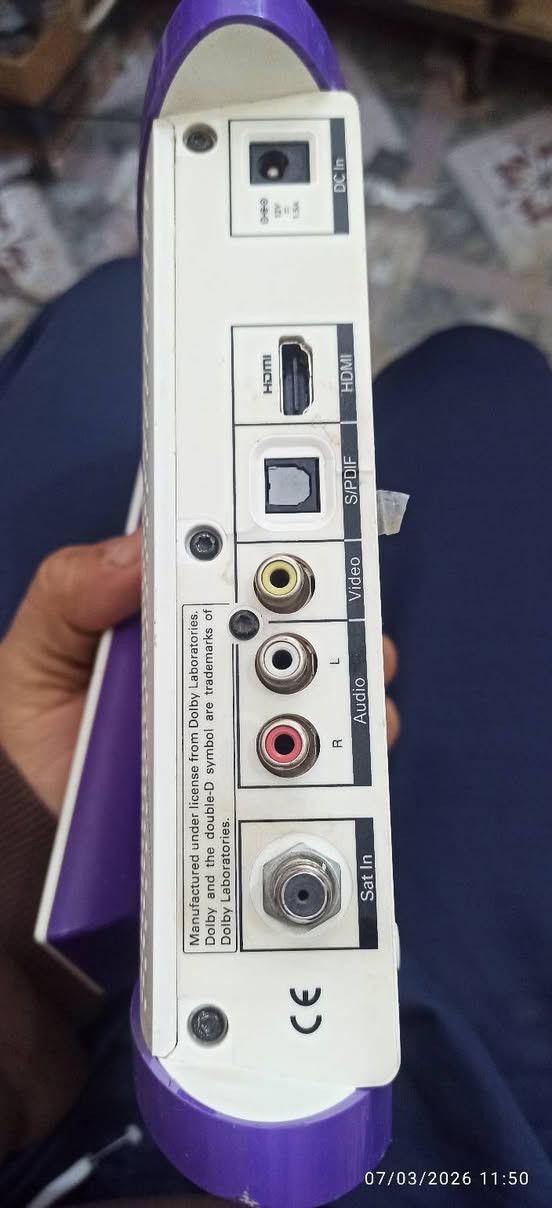 DC In
12V
1.5A
HDMI
HDMI
S/PDIF
Video
L
Audio
R
Manufactured under license from Dolby Laboratories.
Dolby and the double-D symbol are trademarks of
Dolby Laboratories.
Sat In
CE
07/03/2026 11:50